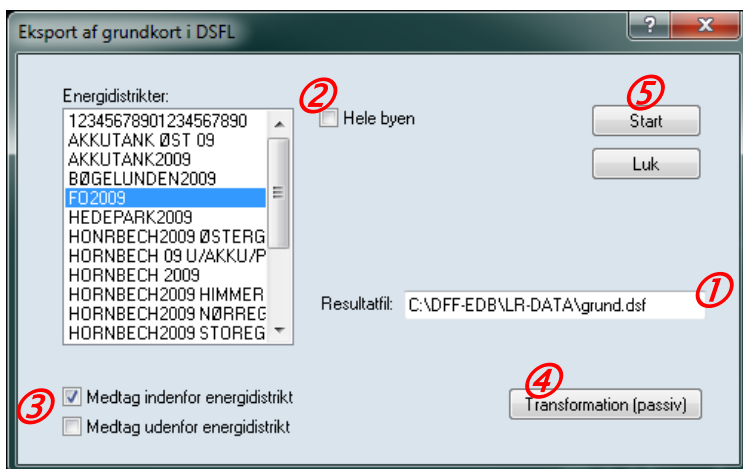 Eksport af grundkort i DSFL
?
X
Energidistrikter:
12345678901234567890
AKKUTANK ØST 09
AKKUTANK2009
BØGELUNDEN2009
FO2009
HEDEPARK2009
HONRBECH2009 ØSTERG
HORNBECH 09 U/AKKU/P
HORNBECH 2009
HORNBECH2009 HIMMER
HORNBECH2009 NØRREG
HORNBECH2009 STOREG
2
Hele byen
5
Start
Luk
1
Resultatfil: C:\DFF-EDB\LR-DATA\grund.dsf
3
Medtag indenfor energidistrikt
Medtag udenfor energidistrikt
4
Transformation (passiv)